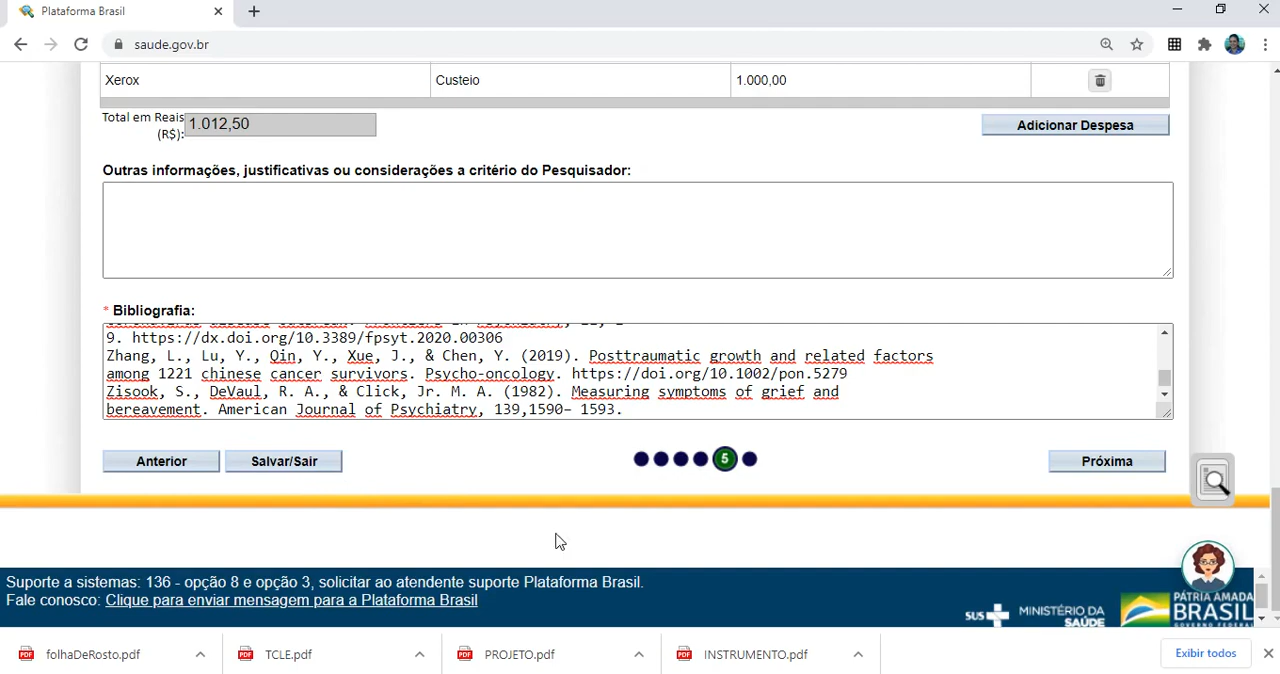 Plataforma Brasil
saude.gov.br
Xerox Custeio 1.000,00
Total em Reais
(R$): 1.012,50
Adicionar Despesa
Outras informações, justificativas ou considerações a critério do Pesquisador:
* Bibliografia:
9. https://dx.doi.org/10.3389/fpsyt.2020.00306
Zhang, L., Lu, Y., Qin, Y., Xue, J., & Chen, Y. (2019). Posttraumatic growth and related factors
among 1221 chinese cancer survivors. Psycho-oncology. https://doi.org/10.1002/pon.5279
Zisook, S., DeVaul, R. A., & Click, Jr. M. A. (1982). Measuring symptoms of grief and
bereavement. American Journal of Psychiatry, 139,1590– 1593.
Anterior Salvar/Sair 5 Próxima
Suporte a sistemas: 136 - opção 8 e opção 3, solicitar ao atendente suporte Plataforma Brasil.
Fale conosco: Clique para enviar mensagem para a Plataforma Brasil
SUS MINISTÉRIO DA
SAÚDE
PÁTRIA AMADA
BRASIL
GOVERNO FEDERAL
folhaDeRosto.pdf TCLE.pdf PROJETO.pdf INSTRUMENTO.pdf Exibir todos